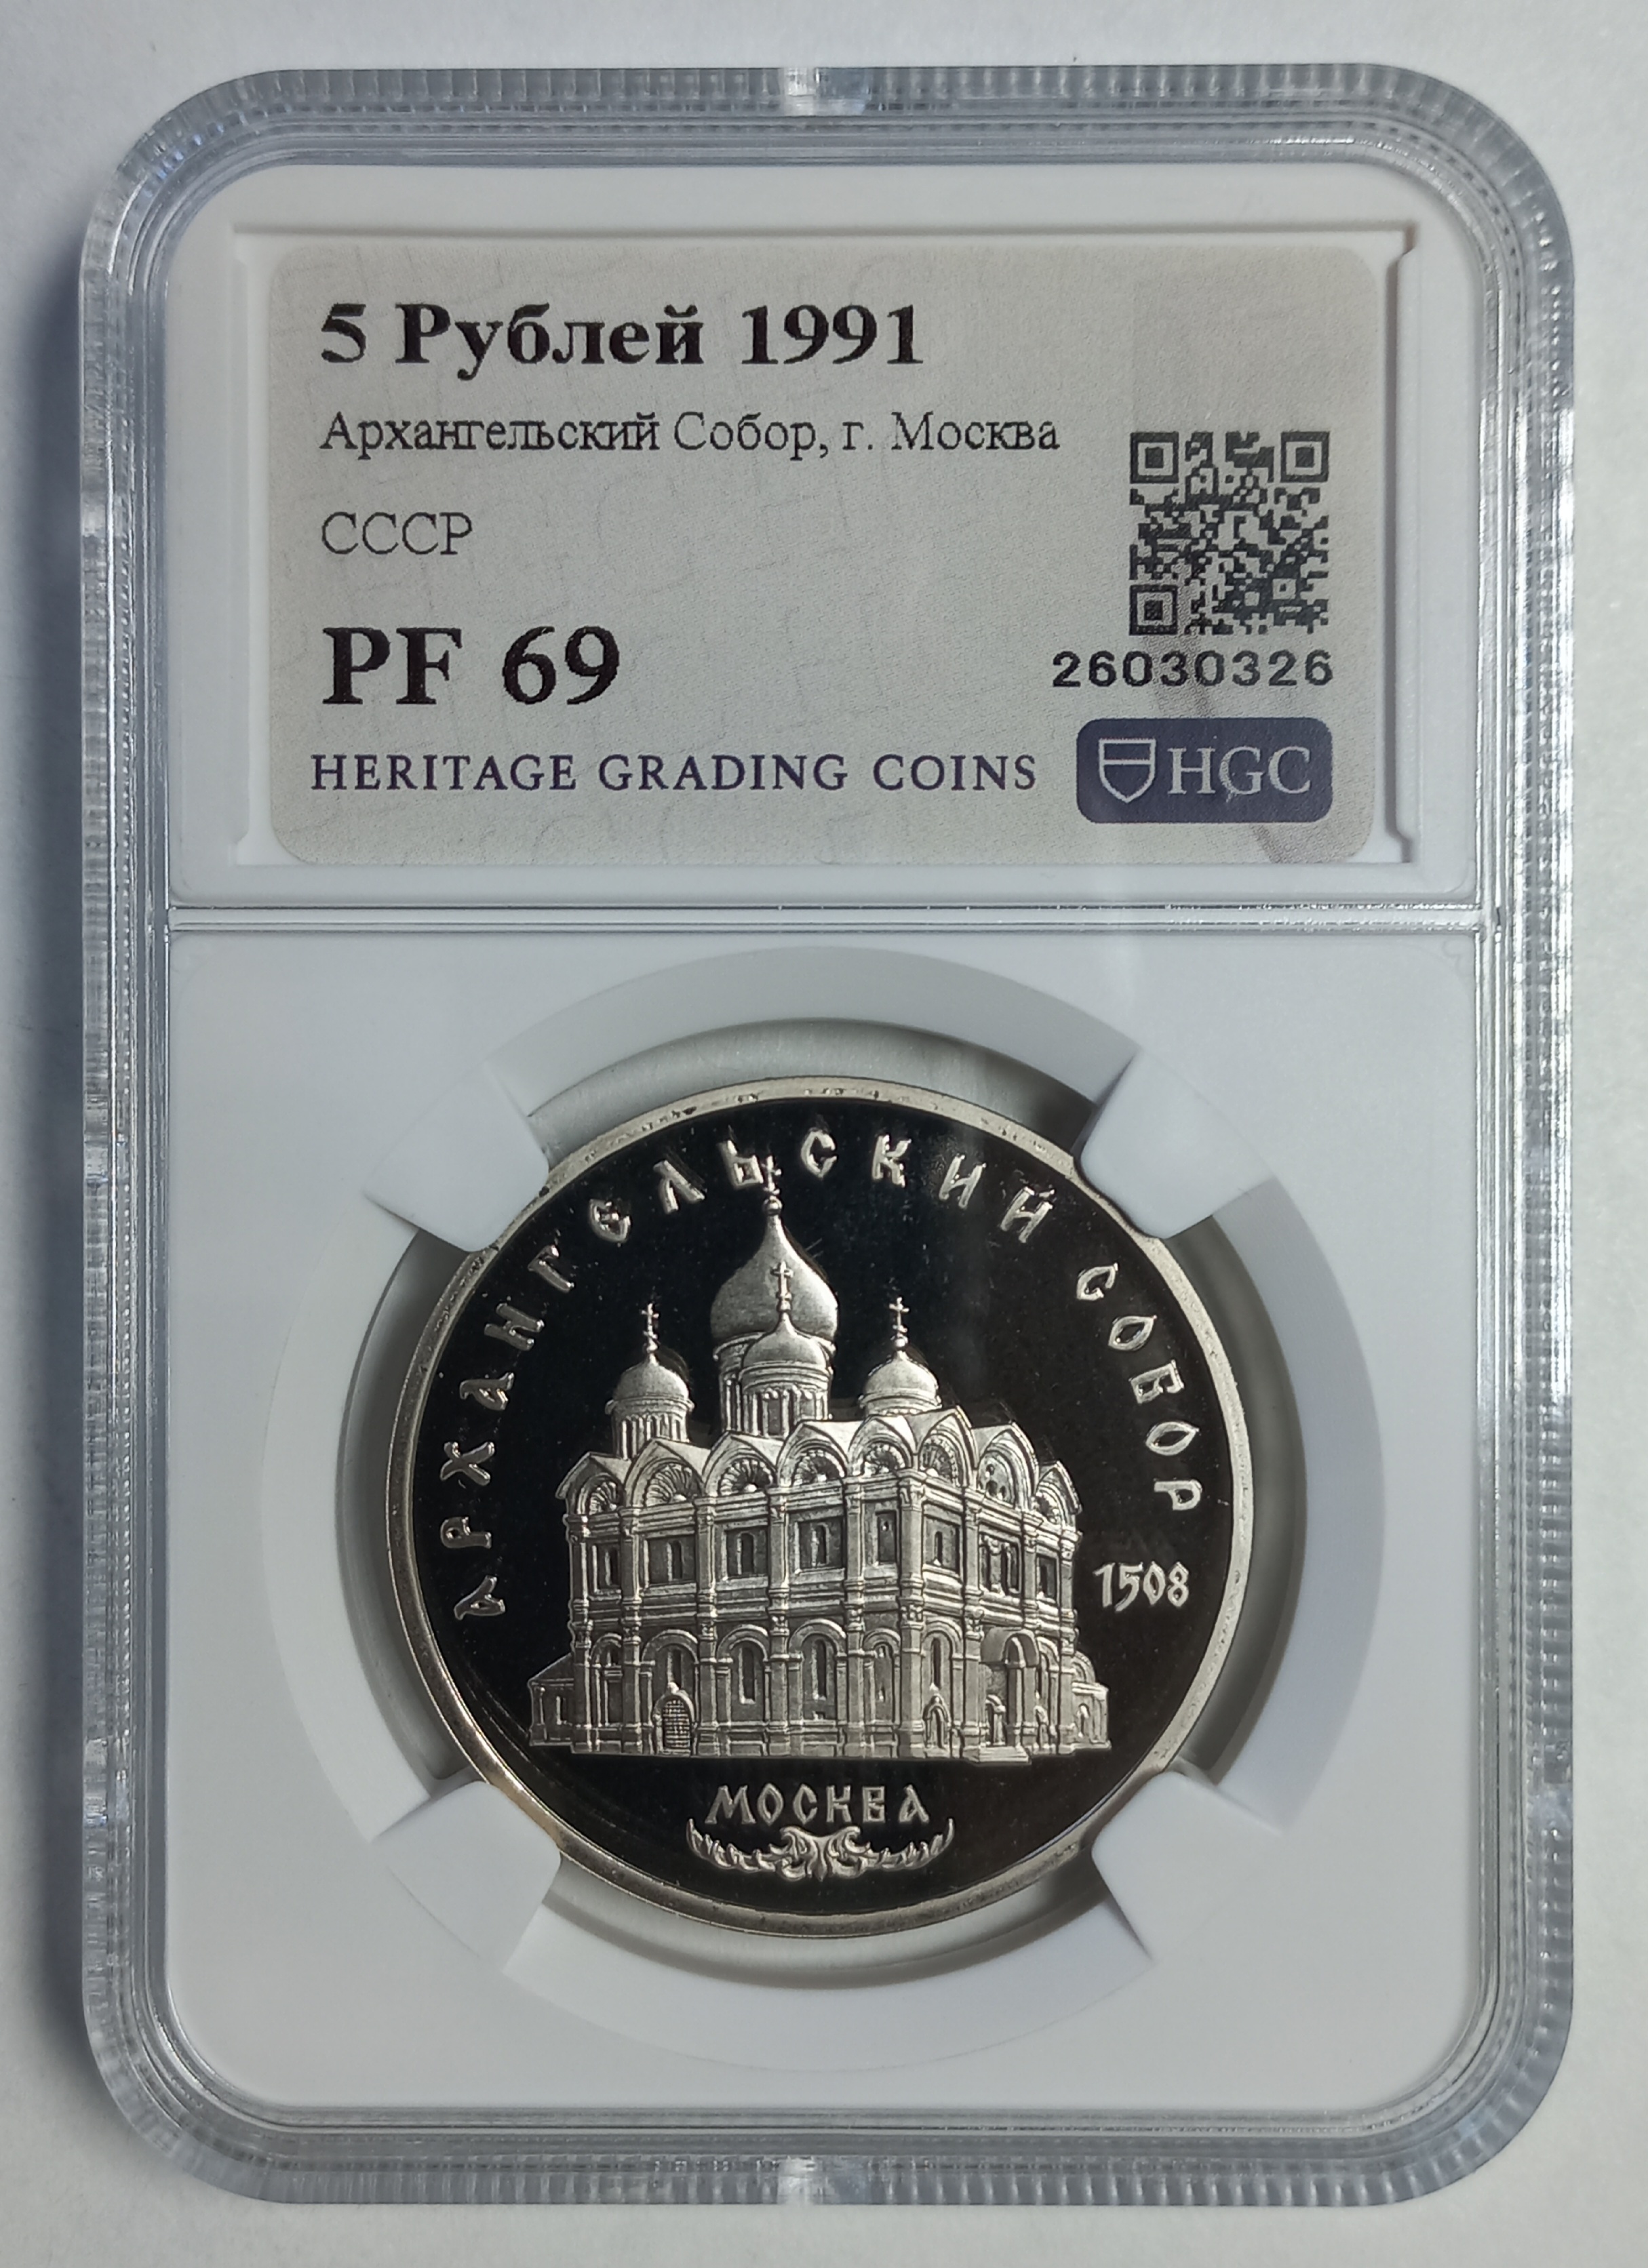 5 Рублей 1991
Архангельский Собор, г. Москва
СССР
PF 69
26030326
HERITAGE GRADING COINS
HGC
АРХАНГЕЛЬСКИЙ СОБОР
1508
МОСКВА